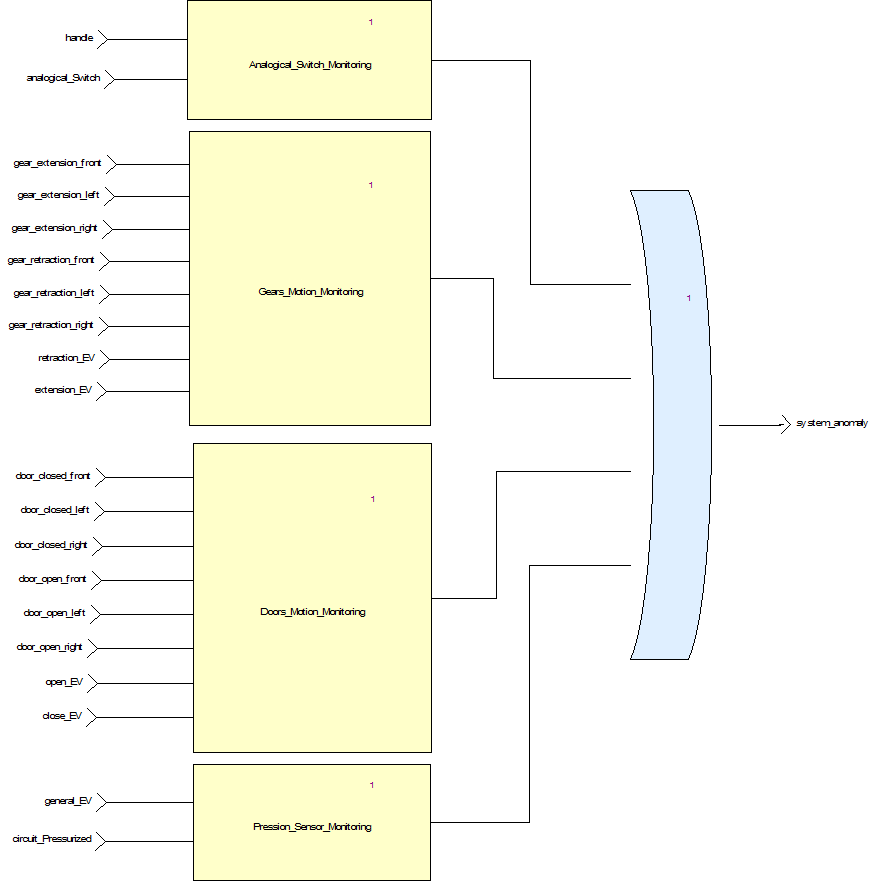 1
handle
Analogical_Switch_Monitoring
analogical_Switch
gear_extension_front
1
gear_extension_left
gear_extension_right
gear_retraction_front
Gears_Motion_Monitoring
gear_retraction_left
1
gear_retraction_right
retraction_EV
extension_EV
system_anomaly
door_closed_front
1
door_closed_left
door_closed_right
door_open_front
door_open_left
Doors_Motion_Monitoring
door_open_right
open_EV
close_EV
1
general_EV
Pression_Sensor_Monitoring
circuit_Pressurized